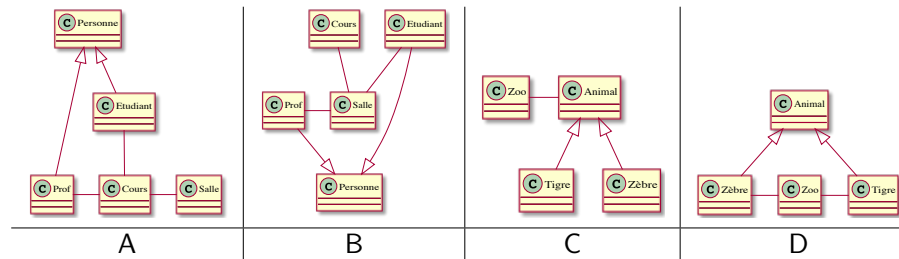 C Personne
C Etudiant
C Prof
C Cours
C Salle
A
C Cours
C Etudiant
C Prof
C Salle
C Personne
B
C Zoo
C Animal
C Tigre
C Zèbre
C
C Animal
C Zèbre
C Zoo
C Tigre
D